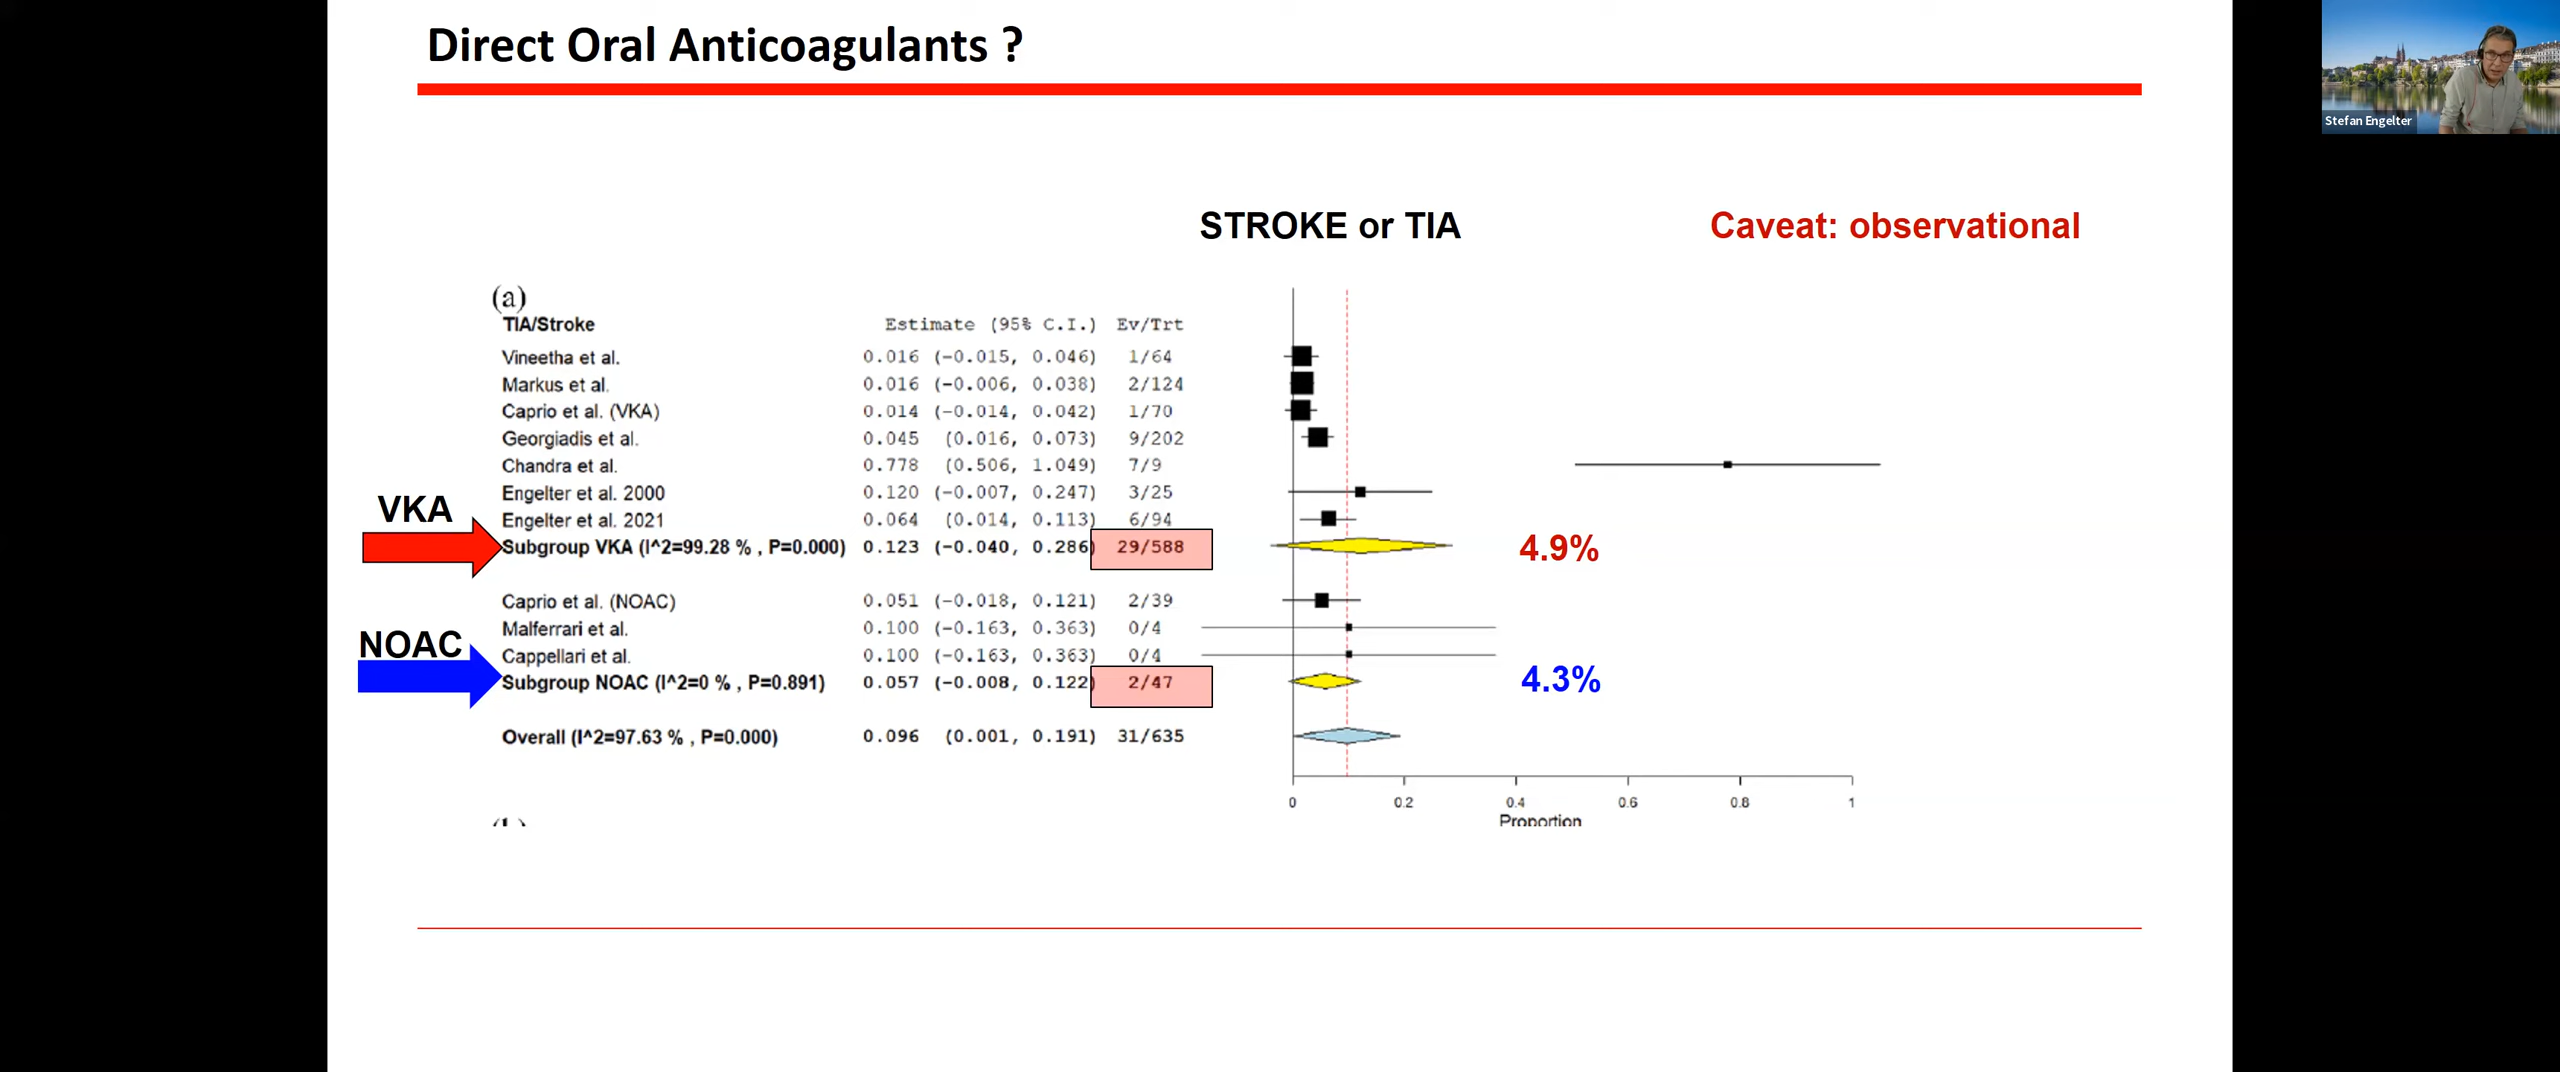 Direct Oral Anticoagulants ?
Stefan Engelter
STROKE or TIA
Caveat: observational
(a)
TIA/Stroke Estimate (95% C.I.) Ev/Trt
Vineetha et al. 0.016 (-0.015, 0.046) 1/64
Markus et al. 0.016 (-0.006, 0.038) 2/124
Caprio et al. (VKA) 0.014 (-0.014, 0.042) 1/70
Georgiadis et al. 0.045 (0.016, 0.073) 9/202
Chandra et al. 0.778 (0.506, 1.049) 7/9
Engelter et al. 2000 0.120 (-0.007, 0.247) 3/25
VKA
Engelter et al. 2021 0.064 (0.014, 0.113) 6/94
Subgroup VKA (I^2=99.28 % , P=0.000) 0.123 (-0.040, 0.286) 29/588 4.9%
Caprio et al. (NOAC) 0.051 (-0.018, 0.121) 2/39
Malferrari et al. 0.100 (-0.163, 0.363) 0/4
NOAC
Cappellari et al. 0.100 (-0.163, 0.363) 0/4
Subgroup NOAC (I^2=0 % , P=0.891) 0.057 (-0.008, 0.122) 2/47 4.3%
Overall (I^2=97.63 % , P=0.000) 0.096 (0.001, 0.191) 31/635
0 0.2 0.4 0.6 0.8 1
Proportion